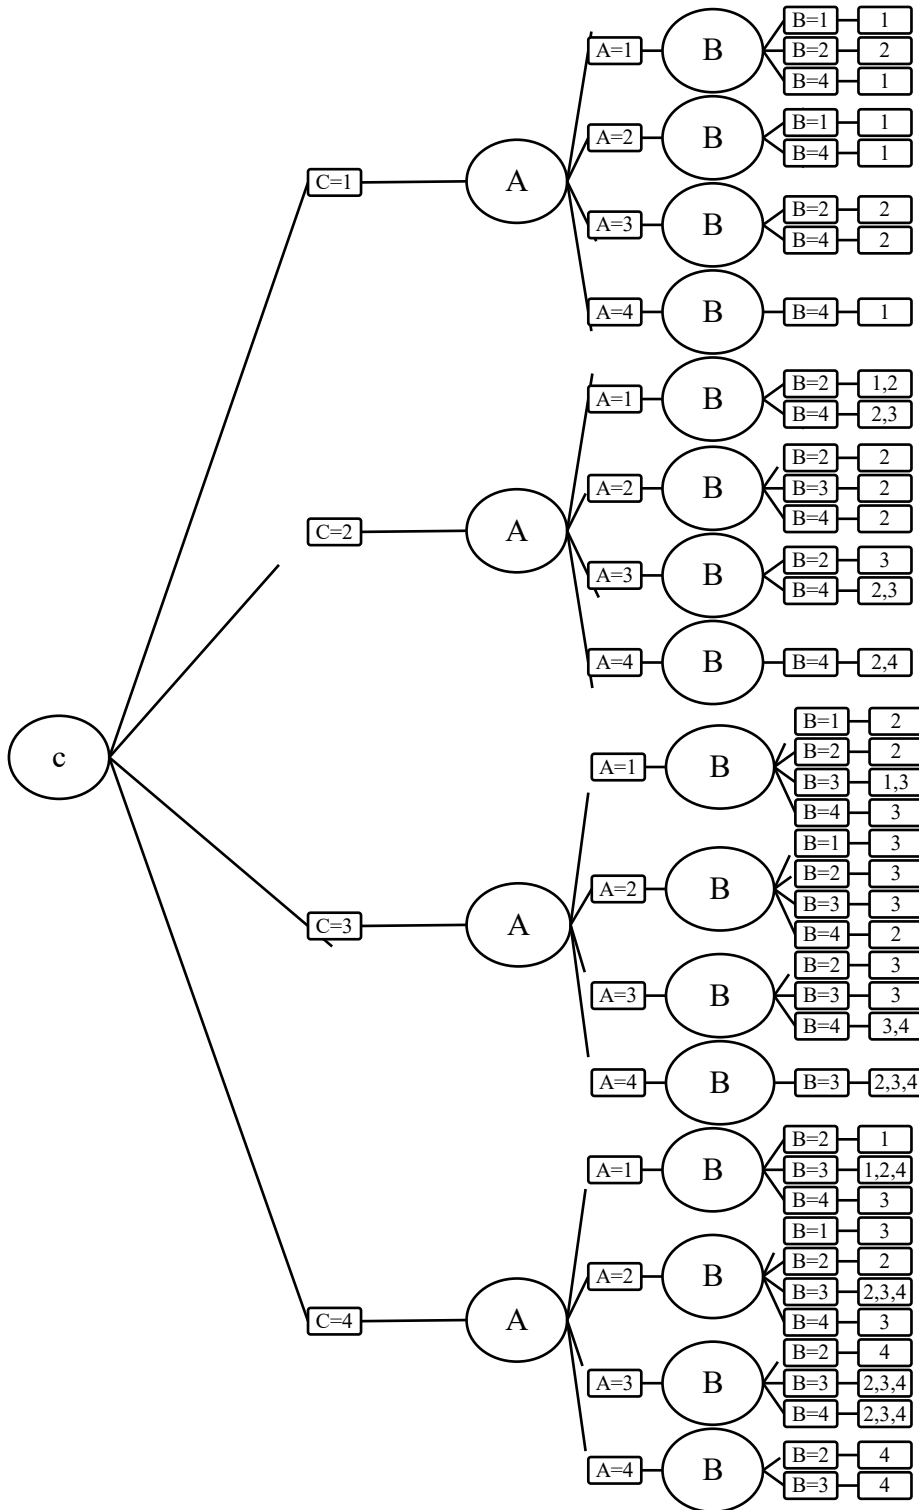 B=1 1
A=1 B B=2 2
B=4 1
B=1 1
A=2 B
B=4 1
C=1 A
B=2 2
A=3 B
B=4 2
A=4 B B=4 1
B=2 1,2
A=1 B
B=4 2,3
B=2 2
A=2 B B=3 2
B=4 2
C=2 A
B=2 3
A=3 B
B=4 2,3
A=4 B B=4 2,4
B=1 2
B=2 2
c
A=1 B
B=3 1,3
B=4 3
B=1 3
B=2 3
A=2 B
B=3 3
C=3 A
B=4 2
B=2 3
A=3 B B=3 3
B=4 3,4
A=4 B B=3 2,3,4
B=2 1
A=1 B B=3 1,2,4
B=4 3
B=1 3
B=2 2
A=2 B
B=3 2,3,4
C=4 A
B=4 3
B=2 4
A=3 B B=3 2,3,4
B=4 2,3,4
B=2 4
A=4 B
B=3 4